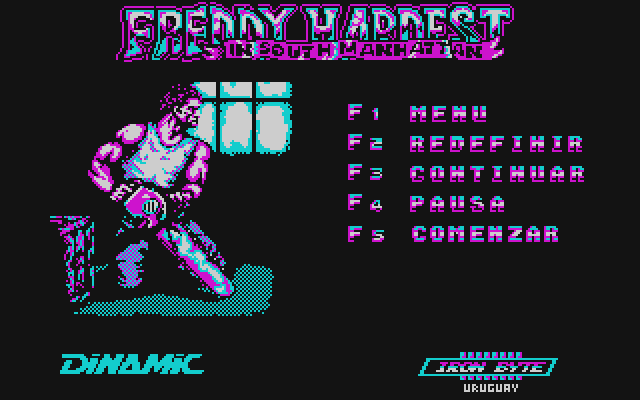 FREDDY HARDEST
IN SOUTH MANHATTAN
F1 MENU
F2 REDEFINIR
F3 CONTINUAR
F4 PAUSA
F5 COMENZAR
DINAMIC
IRON BYTE
URUGUAY